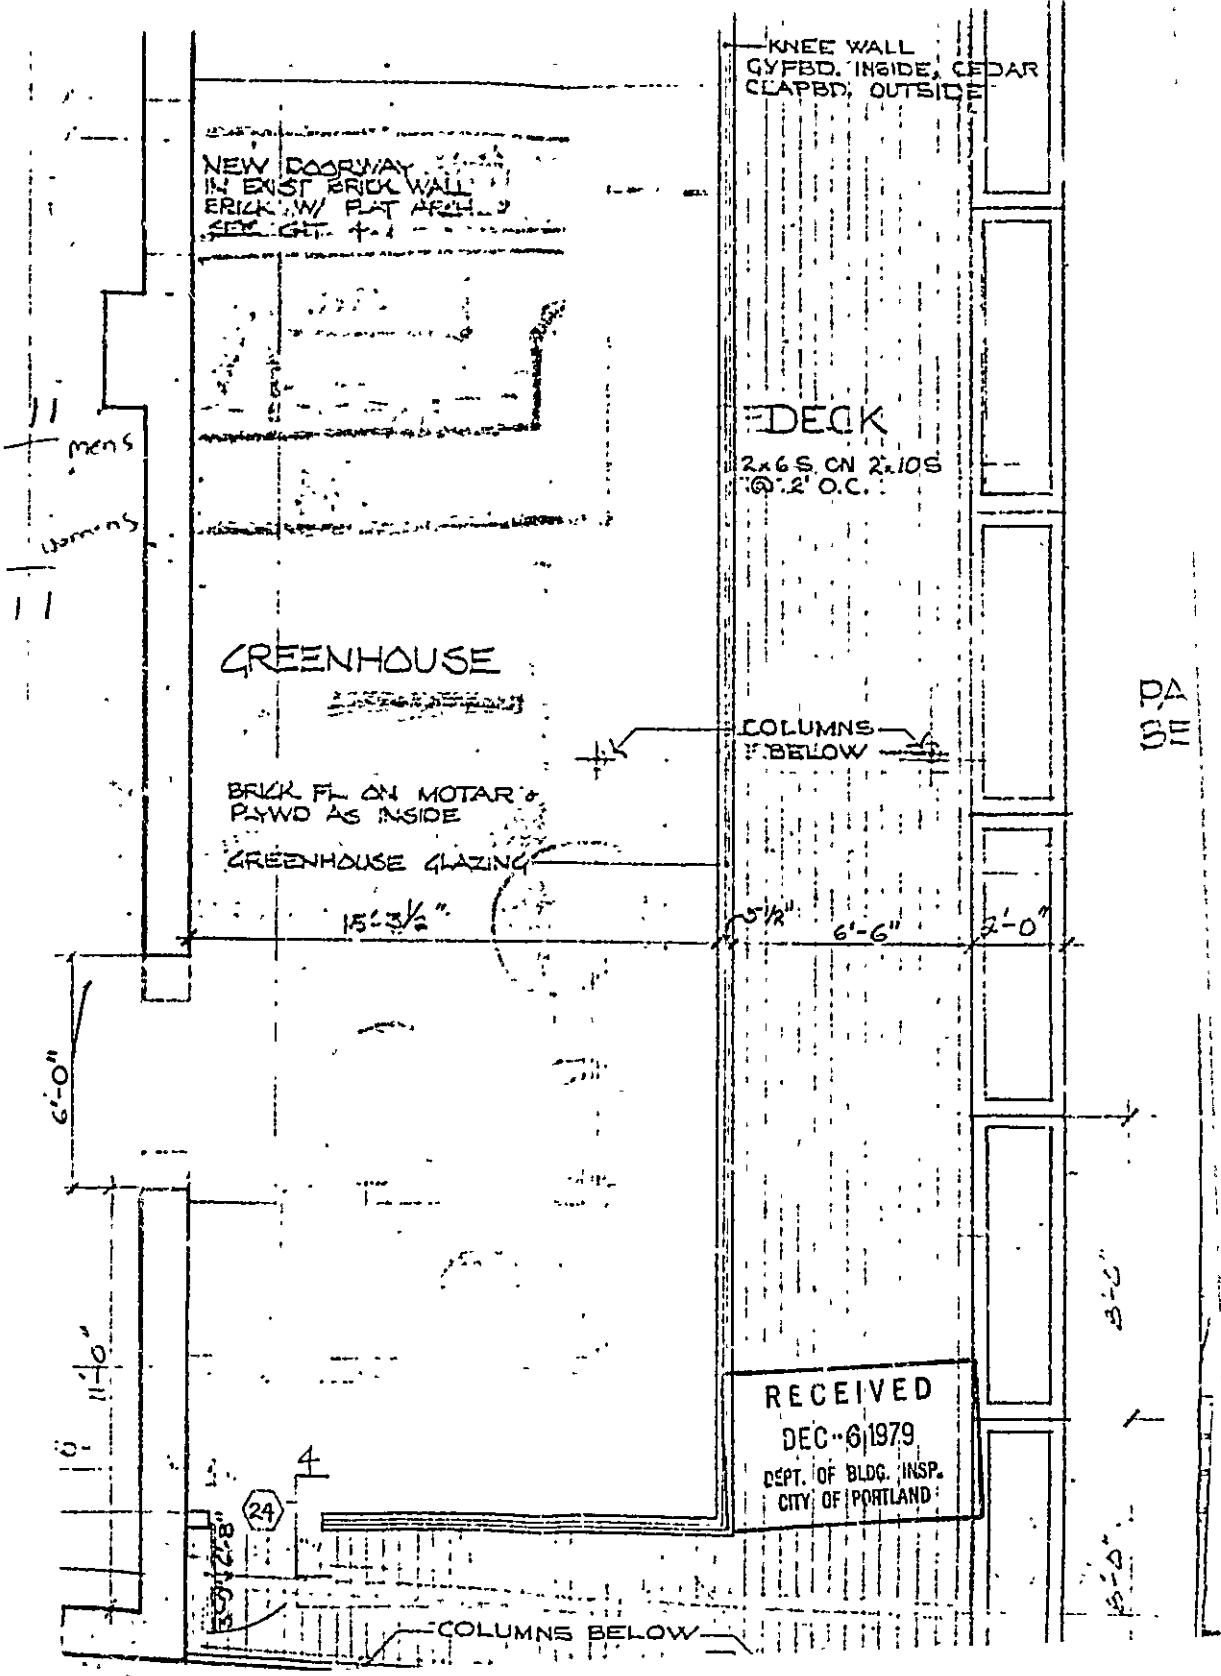 KNEE WALL
GYPBD. INSIDE, CEDAR
CLAPBD. OUTSIDE
NEW DOORWAY
IN EXIST BRICK WALL
BRICK W/ FLAT ARCH
mens
womens
DECK
2x6S ON 2x10S
@ 2' O.C.
GREENHOUSE
COLUMNS
BELOW
PA
SE
BRICK FL ON MOTAR &
PLYWD AS INSIDE
GREENHOUSE GLAZING
15'-3½"
5½"
6'-6"
2'-0"
6'-0"
11'-0"
RECEIVED
DEC -6 1979
DEPT. OF BLDG. INSP.
CITY OF PORTLAND
4
24
COLUMNS BELOW